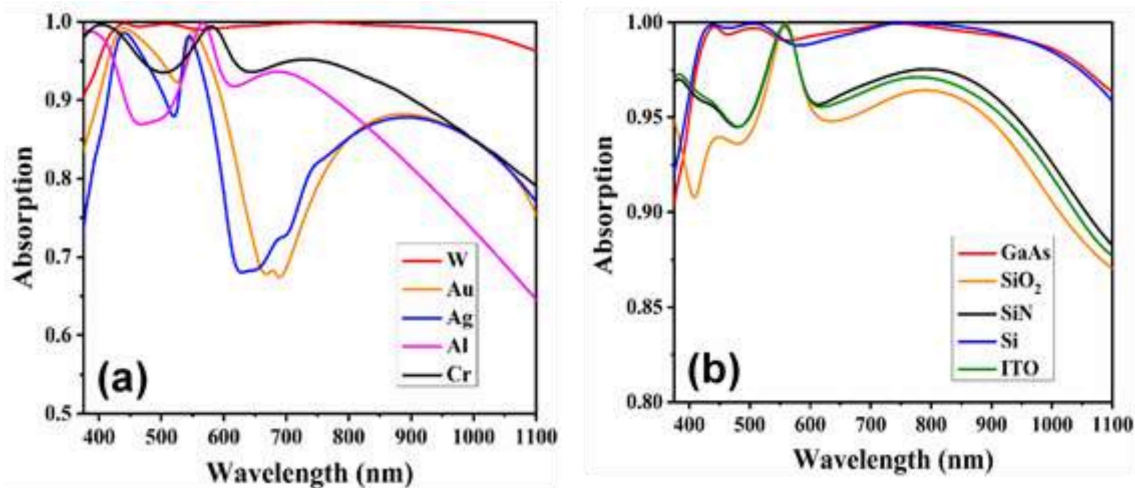 1.0
0.9
0.8
0.7
0.6
0.5
Absorption
W
Au
Ag
Al
Cr
(a)
400 500 600 700 800 900 1000 1100
Wavelength (nm)
1.00
0.95
0.90
0.85
0.80
Absorption
GaAs
SiO₂
SiN
Si
ITO
(b)
400 500 600 700 800 900 1000 1100
Wavelength (nm)